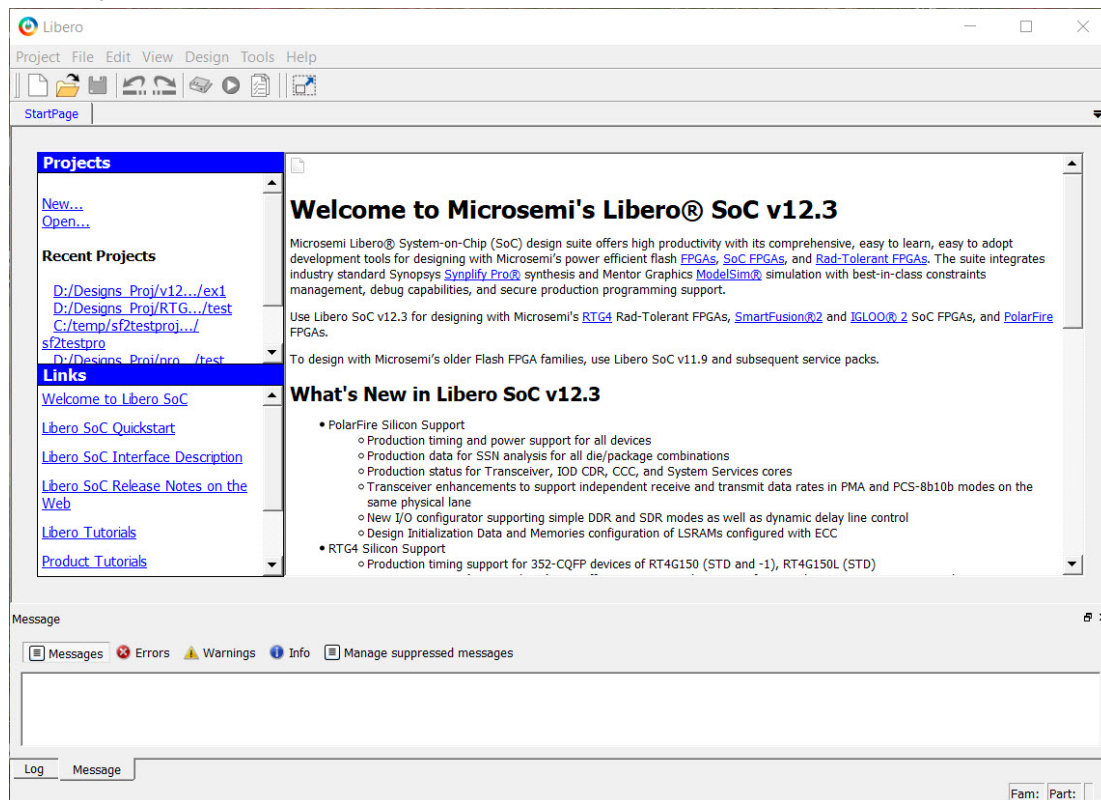 Libero
Project File Edit View Design Tools Help
StartPage
Projects
New...
Open...
Recent Projects
D:/Designs_Proj/v12.../ex1
D:/Designs_Proj/RTG.../test
C:/temp/sf2testproj.../
sf2testpro
D:/Designs_Proj/pro.../test
Links
Welcome to Libero SoC
Libero SoC Quickstart
Libero SoC Interface Description
Libero SoC Release Notes on the
Web
Libero Tutorials
Product Tutorials
Welcome to Microsemi's Libero® SoC v12.3
Microsemi Libero® System-on-Chip (SoC) design suite offers high productivity with its comprehensive, easy to learn, easy to adopt
development tools for designing with Microsemi's power efficient flash FPGAs, SoC FPGAs, and Rad-Tolerant FPGAs. The suite integrates
industry standard Synopsys Synplify Pro® synthesis and Mentor Graphics ModelSim® simulation with best-in-class constraints
management, debug capabilities, and secure production programming support.
Use Libero SoC v12.3 for designing with Microsemi's RTG4 Rad-Tolerant FPGAs, SmartFusion®2 and IGLOO® 2 SoC FPGAs, and PolarFire
FPGAs.
To design with Microsemi's older Flash FPGA families, use Libero SoC v11.9 and subsequent service packs.
What's New in Libero SoC v12.3
• PolarFire Silicon Support
○ Production timing and power support for all devices
○ Production data for SSN analysis for all die/package combinations
○ Production status for Transceiver, IOD CDR, CCC, and System Services cores
○ Transceiver enhancements to support independent receive and transmit data rates in PMA and PCS-8b10b modes on the
same physical lane
○ New I/O configurator supporting simple DDR and SDR modes as well as dynamic delay line control
○ Design Initialization Data and Memories configuration of LSRAMs configured with ECC
• RTG4 Silicon Support
○ Production timing support for 352-CQFP devices of RT4G150 (STD and -1), RT4G150L (STD)
Message
Messages Errors Warnings Info Manage suppressed messages
Log Message
Fam: Part: